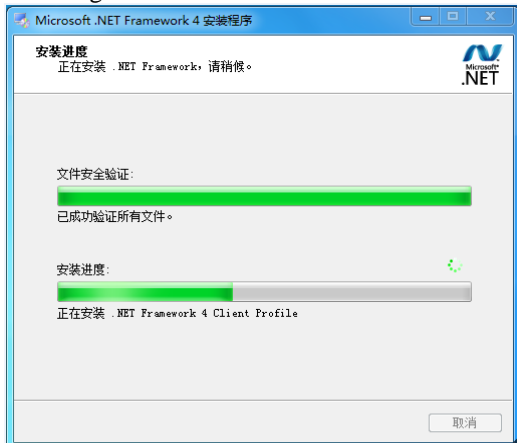 Microsoft .NET Framework 4 安装程序
安装进度
正在安装 .NET Framework，请稍候。
Microsoft
.NET
文件安全验证:
已成功验证所有文件。
安装进度:
正在安装 .NET Framework 4 Client Profile
取消